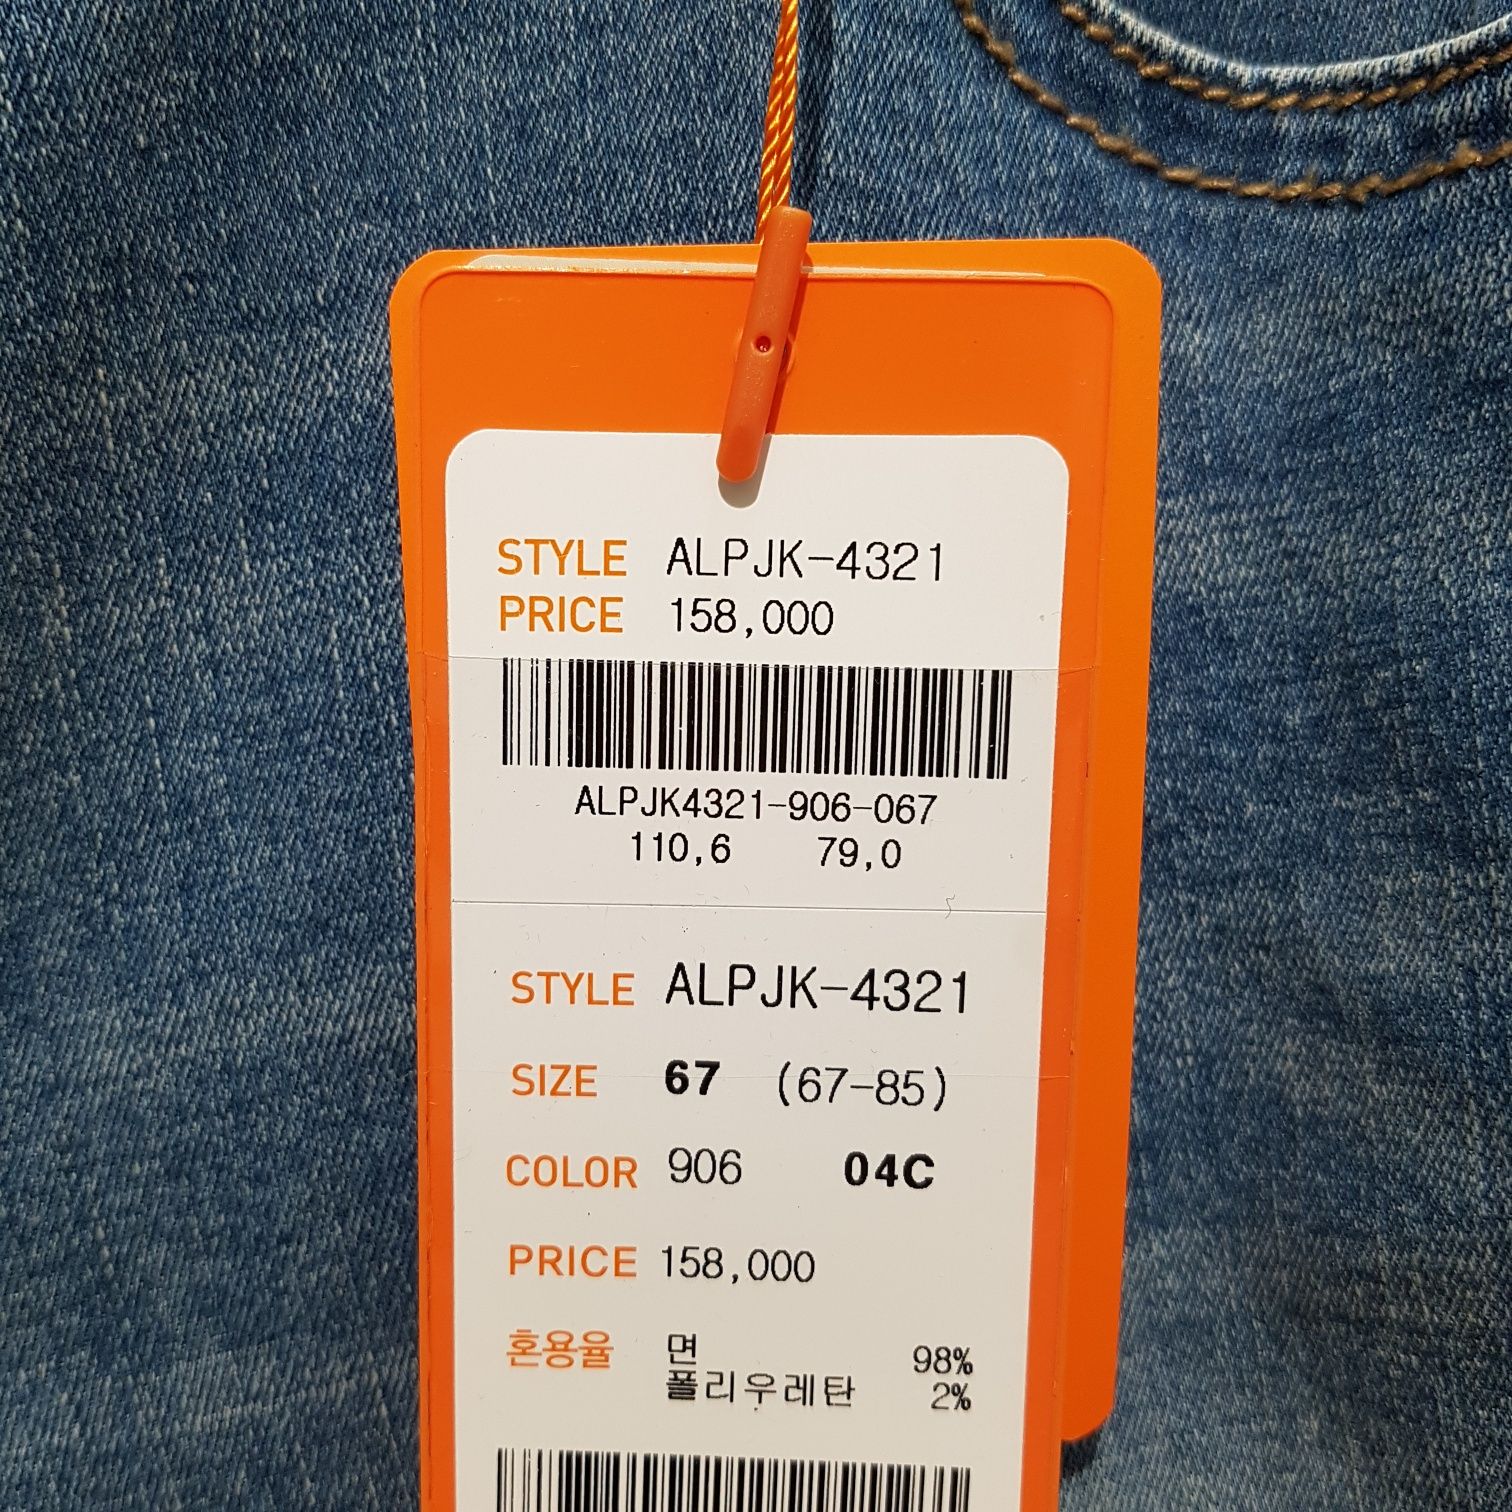 STYLE ALPJK-4321
PRICE 158,000
ALPJK4321-906-067
110,6 79,0
STYLE ALPJK-4321
SIZE 67 (67-85)
COLOR 906 04C
PRICE 158,000
혼용율 면 98%
폴리우레탄 2%